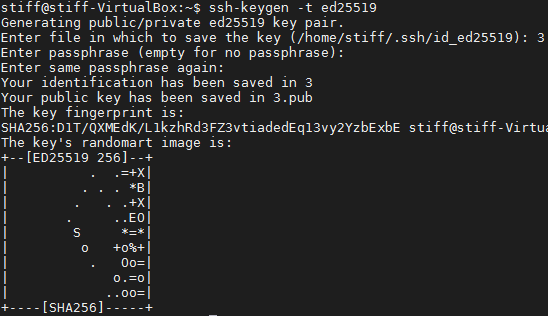 stiff@stiff-VirtualBox:~$ ssh-keygen -t ed25519
Generating public/private ed25519 key pair.
Enter file in which to save the key (/home/stiff/.ssh/id_ed25519): 3
Enter passphrase (empty for no passphrase):
Enter same passphrase again:
Your identification has been saved in 3
Your public key has been saved in 3.pub
The key fingerprint is:
SHA256:D1T/QXMEdK/L1kzhRd3FZ3vtiadedEq13vy2YzbExbE stiff@stiff-Virtua
The key's randomart image is:
+--[ED25519 256]--+
|          .  .=+X|
|         . . . *B|
|        .   . .+X|
|       .     ..EO|
|        S     *=*|
|         o   +o%+|
|          .   Oo=|
|             o.=o|
|            ..oo=|
+----[SHA256]-----+